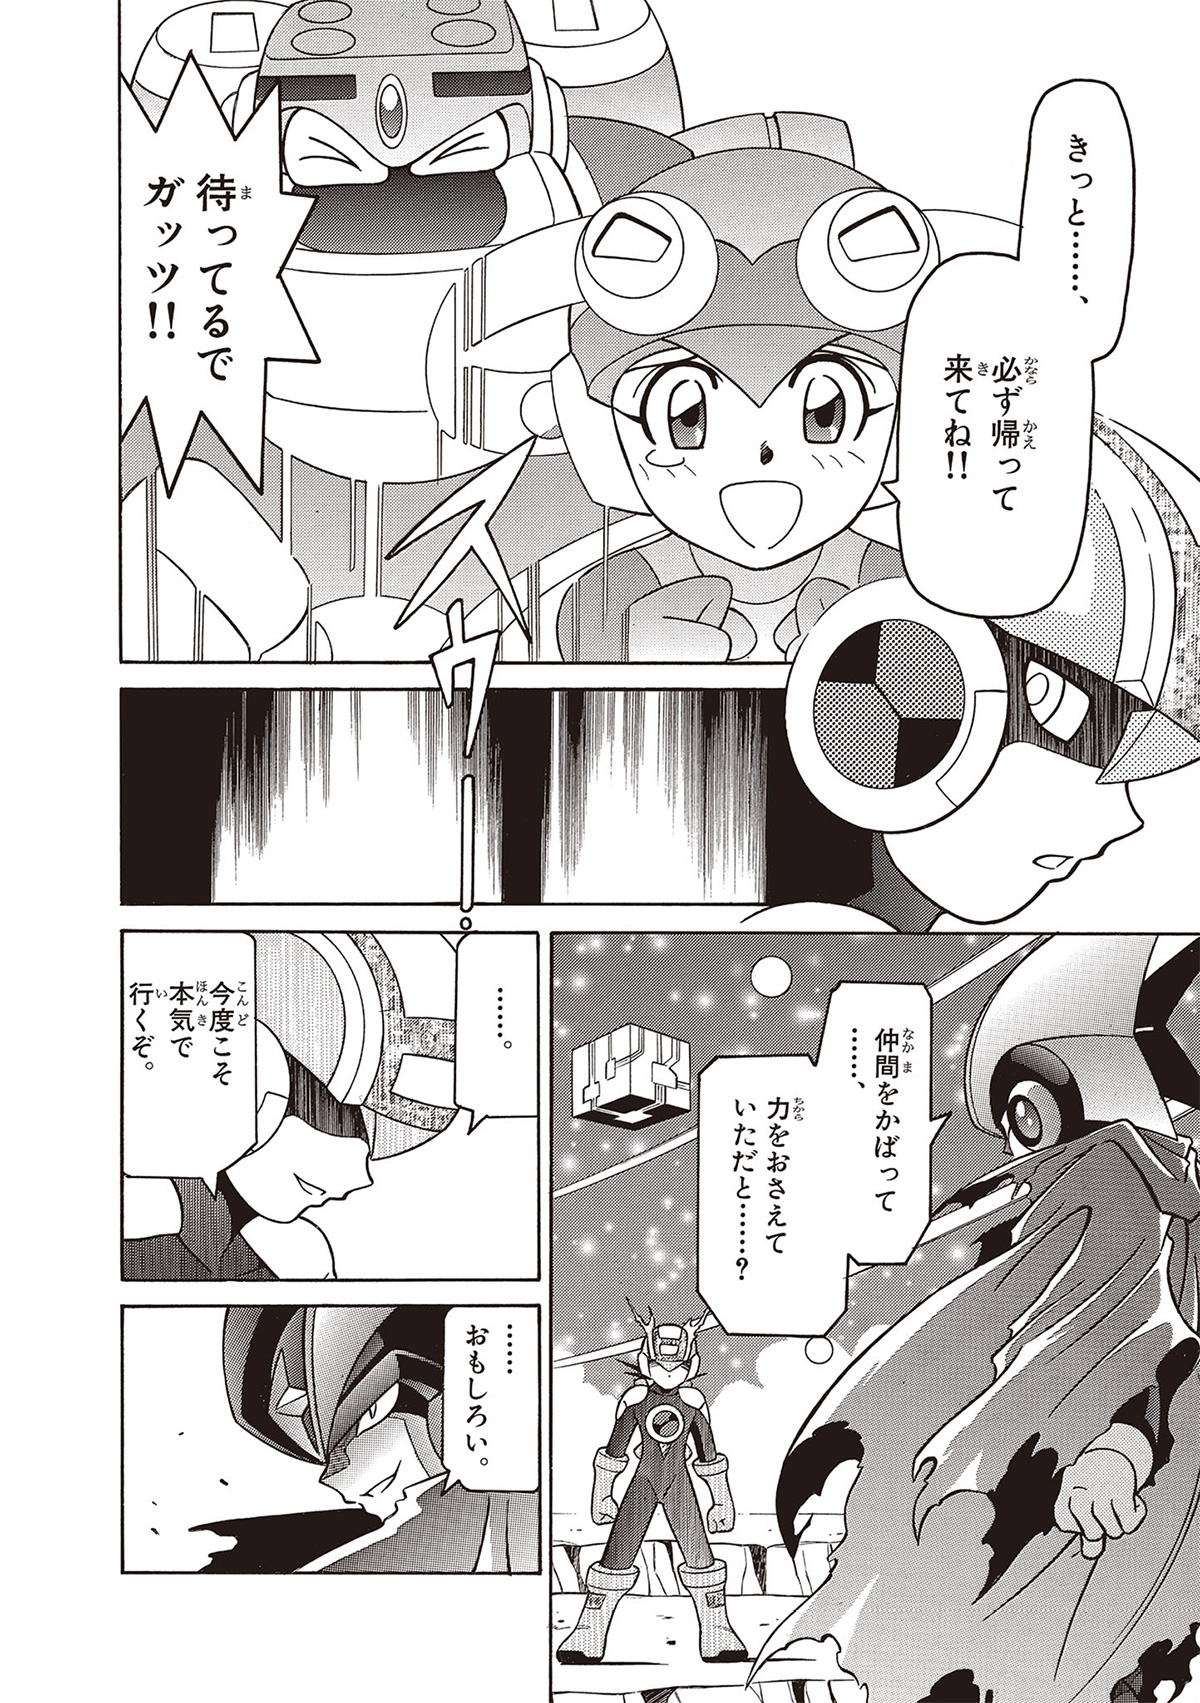 きっと……、
必ず帰って
来てね!!
待ってるで
ガッツ!!
ズウ…ー。
仲間をかばって
……、
力をおさえて
いただと……?
……。
今度こそ
本気で
行くぞ。
……
おもしろい。